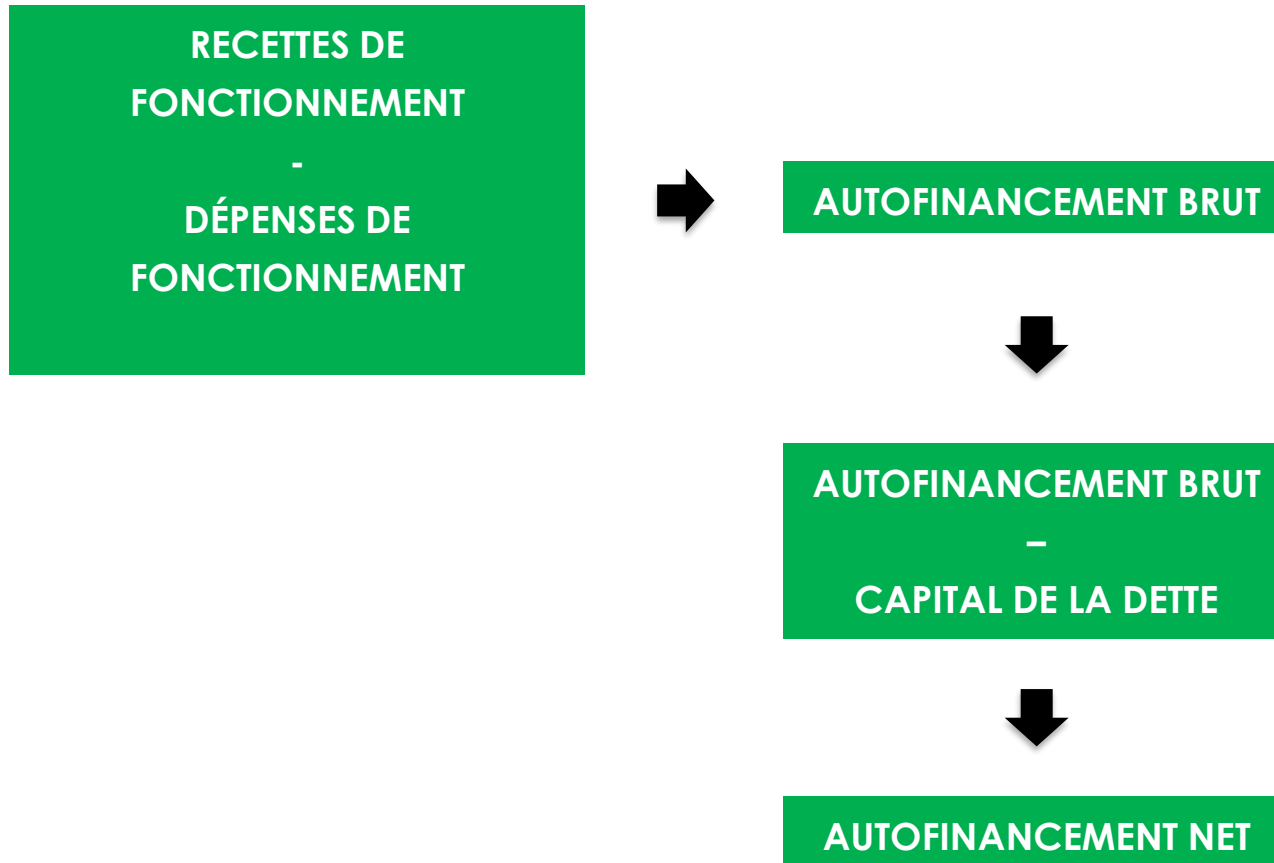 RECETTES DE
FONCTIONNEMENT
-
DÉPENSES DE
FONCTIONNEMENT
AUTOFINANCEMENT BRUT
AUTOFINANCEMENT BRUT
–
CAPITAL DE LA DETTE
AUTOFINANCEMENT NET